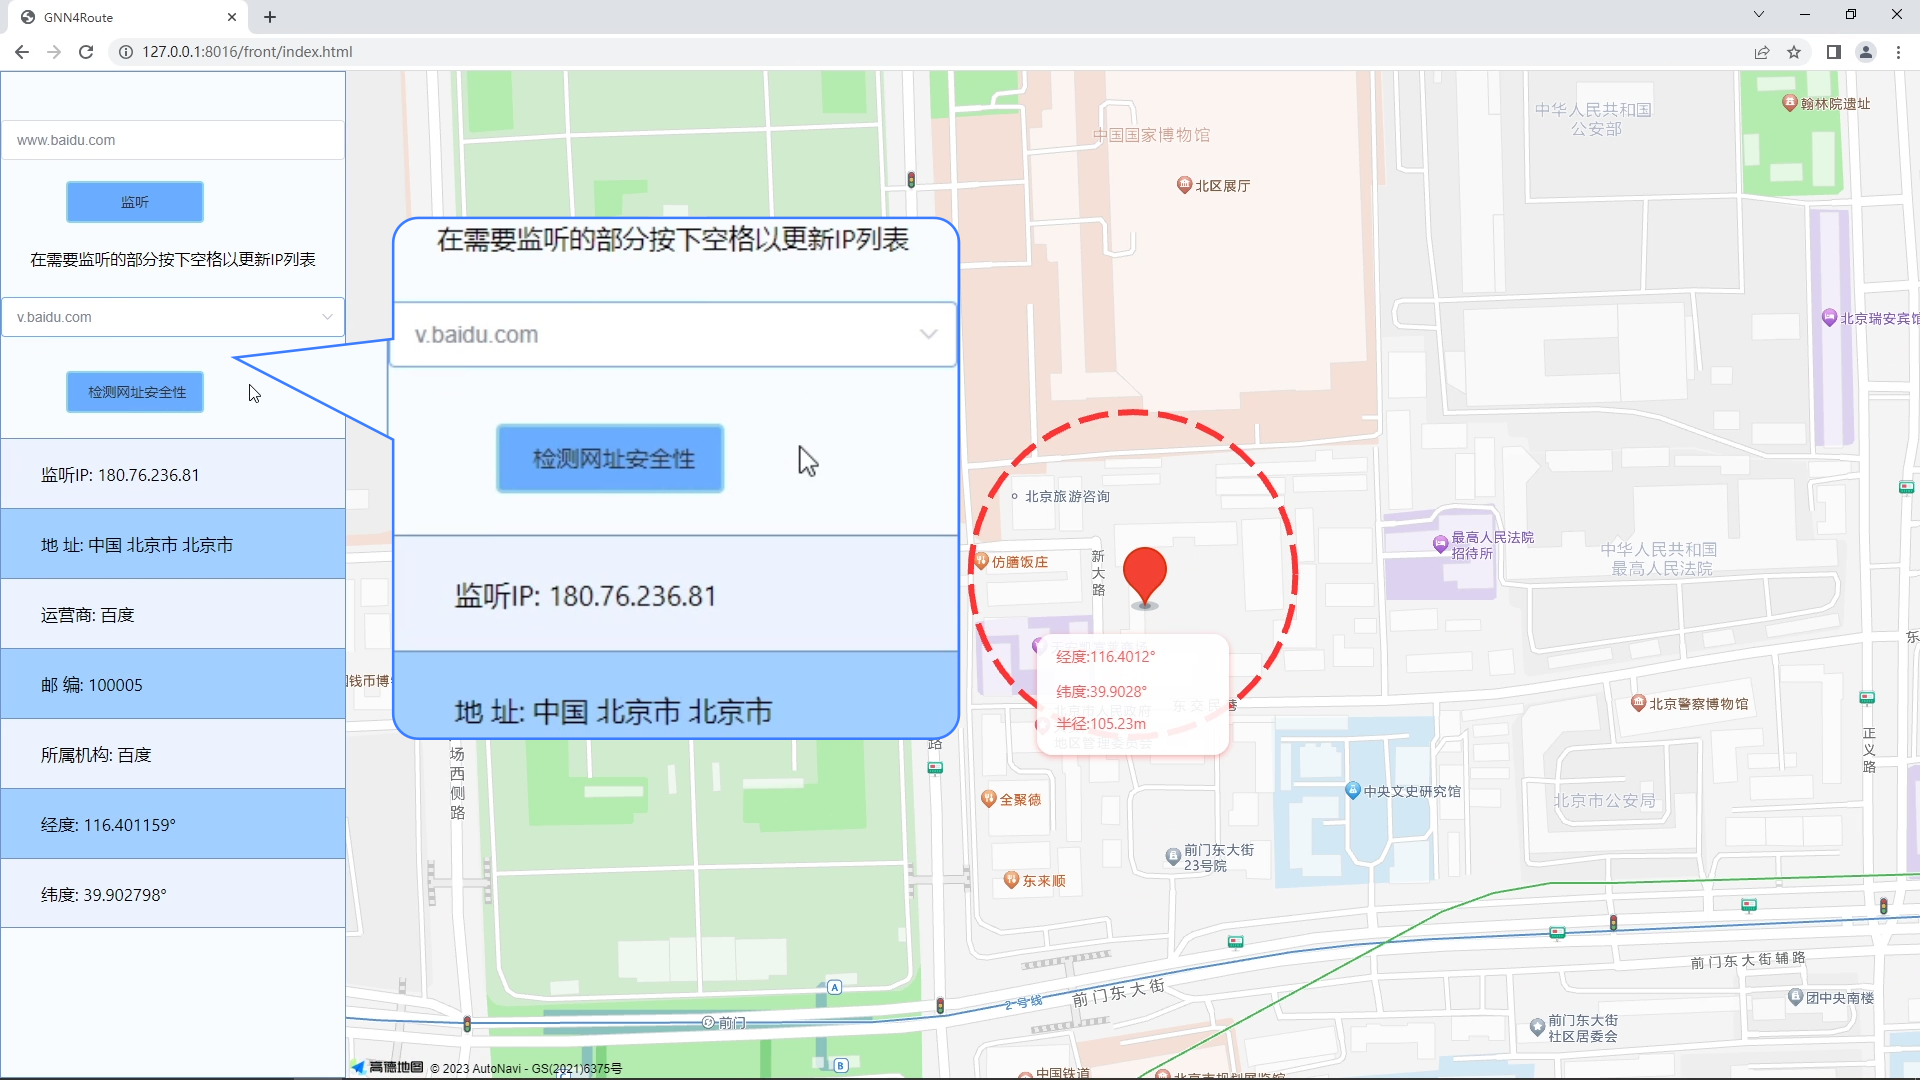 GNN4Route
127.0.0.1:8016/front/index.html
www.baidu.com
监听
在需要监听的部分按下空格以更新IP列表
v.baidu.com
检测网址安全性
监听IP: 180.76.236.81
地 址: 中国 北京市 北京市
运营商: 百度
邮 编: 100005
所属机构: 百度
经度: 116.401159°
纬度: 39.902798°
在需要监听的部分按下空格以更新IP列表
v.baidu.com
检测网址安全性
监听IP: 180.76.236.81
地 址: 中国 北京市 北京市
中国国家博物馆
北区展厅
中华人民共和国
公安部
翰林院遗址
北京瑞安宾馆
北京旅游咨询
仿膳饭庄
新大路
最高人民法院
招待所
中华人民共和国
最高人民法院
经度:116.4012°
纬度:39.9028°
半径:105.23m
北京警察博物馆
正义路
场西侧路
路
全聚德
中央文史研究馆
北京市公安局
前门东大街
23号院
东来顺
前门东大街辅路
前门东大街
2号线
前门
A
B
团中央南楼
前门东大街
社区居委会
中国铁道
北京市规划展览馆
高德地图 © 2023 AutoNavi - GS(2021)6375号